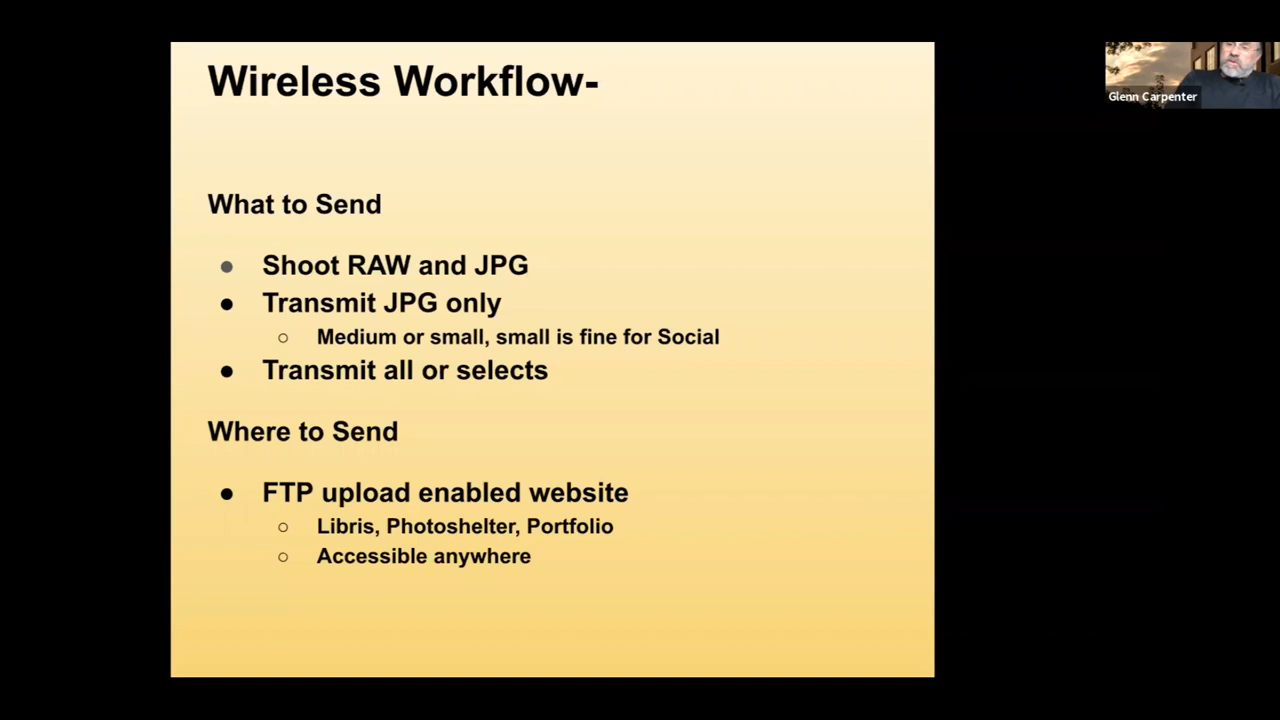 Wireless Workflow-
Glenn Carpenter
What to Send
● Shoot RAW and JPG
● Transmit JPG only
○ Medium or small, small is fine for Social
● Transmit all or selects
Where to Send
● FTP upload enabled website
○ Libris, Photoshelter, Portfolio
○ Accessible anywhere